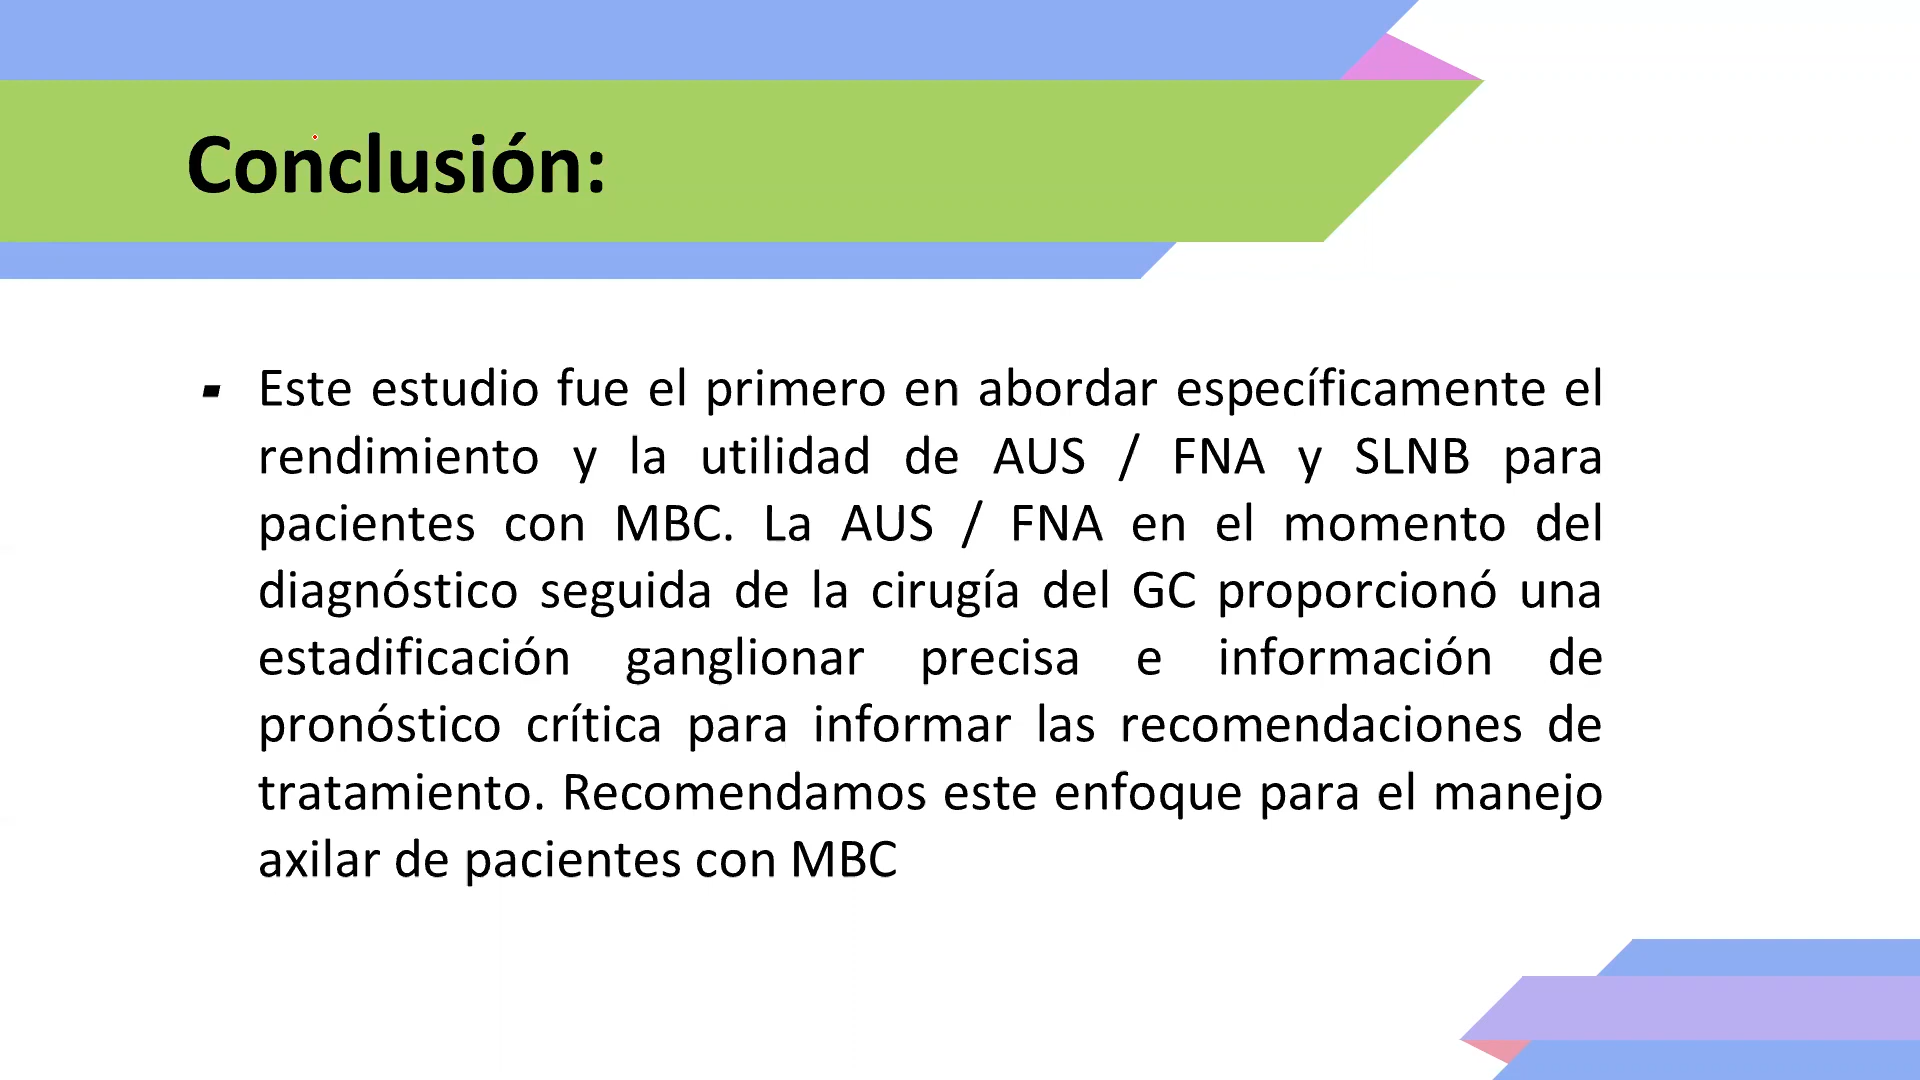 Conclusión:
Este estudio fue el primero en abordar específicamente el
rendimiento y la utilidad de AUS / FNA y SLNB para
pacientes con MBC. La AUS / FNA en el momento del
diagnóstico seguida de la cirugía del GC proporcionó una
estadificación ganglionar precisa e información de
pronóstico crítica para informar las recomendaciones de
tratamiento. Recomendamos este enfoque para el manejo
axilar de pacientes con MBC